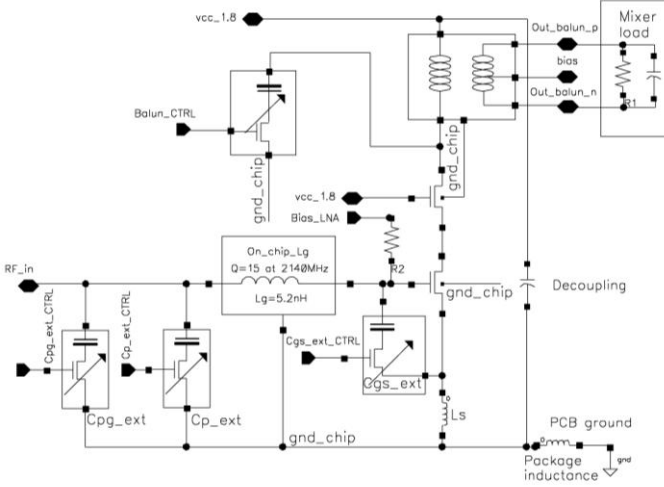 vcc_1.8
Out_balun_p
Mixer
load
bias
Balun_CTRL
Out_balun_n
R1
gnd_chip
gnd_chip
vcc_1.8
Bias_LNA
On_chip_Lg
Q=15 at 2140MHz
Lg=5.2nH
RF_in
R2
gnd_chip
Decoupling
Cpg_ext_CTRL
Cp_ext_CTRL
Cgs_ext_CTRL
Cgs_ext
Cpg_ext
Cp_ext
Ls
gnd_chip
PCB ground
gnd
Package
inductance